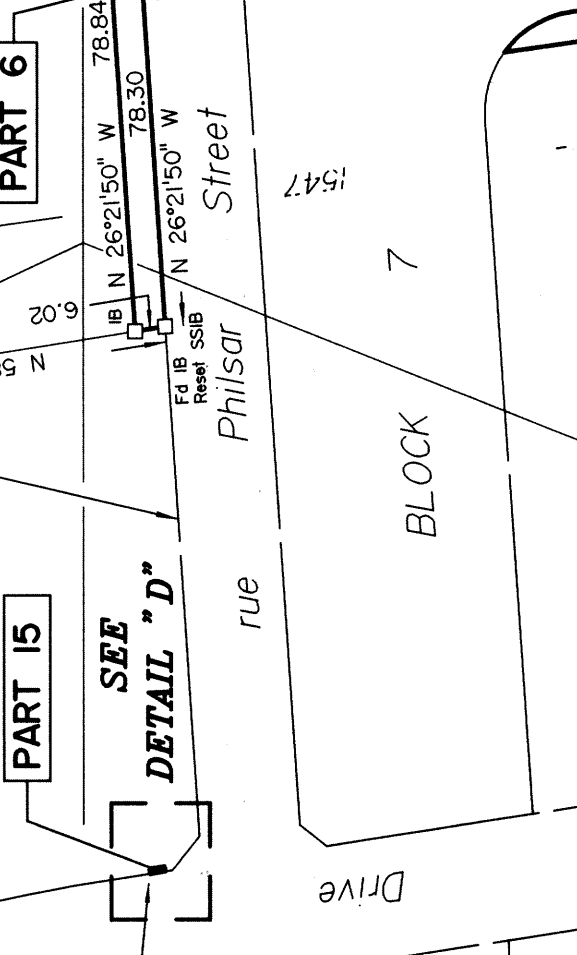 PART 6
78.84
N 26°21'50" W
78.30
N 26°21'50" W
IB
6.02
N 5
Fd IB
Reset SSIB
rue Philsar Street
1547
BLOCK 7
PART 15
SEE
DETAIL "D"
Drive